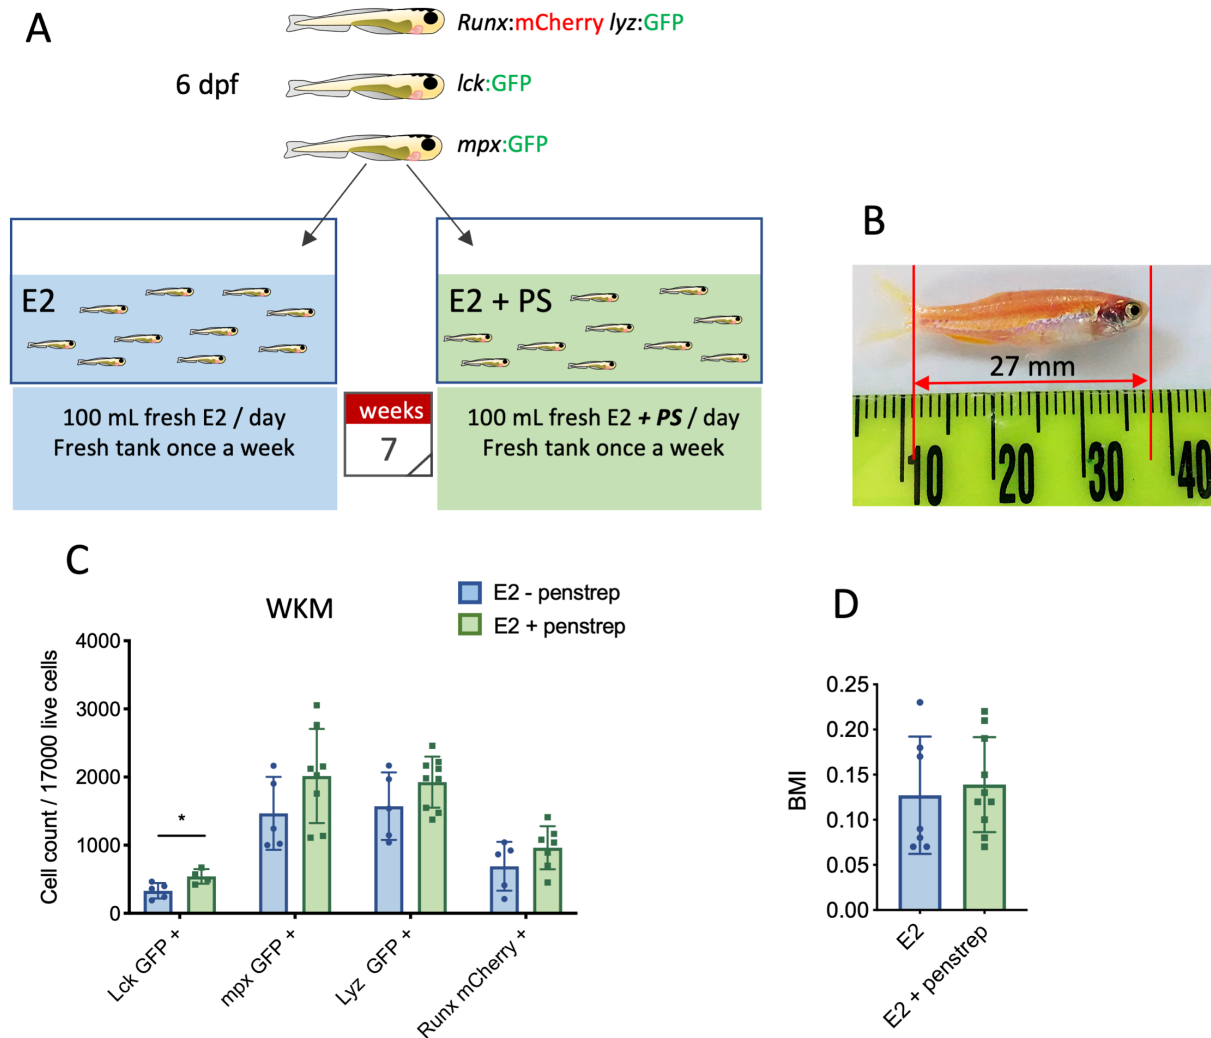 A
Runx:mCherry lyz:GFP
6 dpf
lck:GFP
mpx:GFP
E2
E2 + PS
100 mL fresh E2 / day
Fresh tank once a week
weeks
7
100 mL fresh E2 + PS / day
Fresh tank once a week
B
27 mm
10 20 30 40
C
WKM
E2 - penstrep
E2 + penstrep
Cell count / 17000 live cells
4000
3000
2000
1000
0
*
Lck GFP +
mpx GFP +
Lyz GFP +
Runx mCherry +
D
BMI
0.25
0.20
0.15
0.10
0.05
0.00
E2
E2 + penstrep